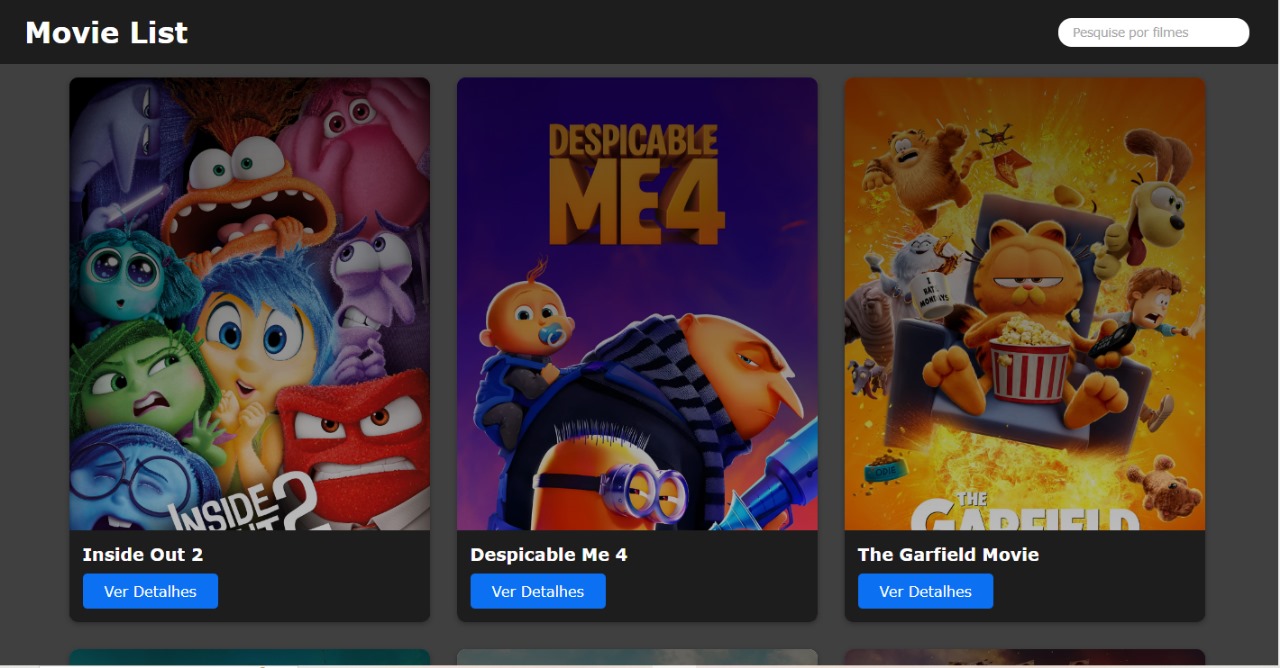 Movie List
Pesquise por filmes
INSIDE
OUT 2
DESPICABLE
ME 4
I
HATE
MONDAYS
ODIE
THE
GARFIELD
Inside Out 2
Despicable Me 4
The Garfield Movie
Ver Detalhes
Ver Detalhes
Ver Detalhes